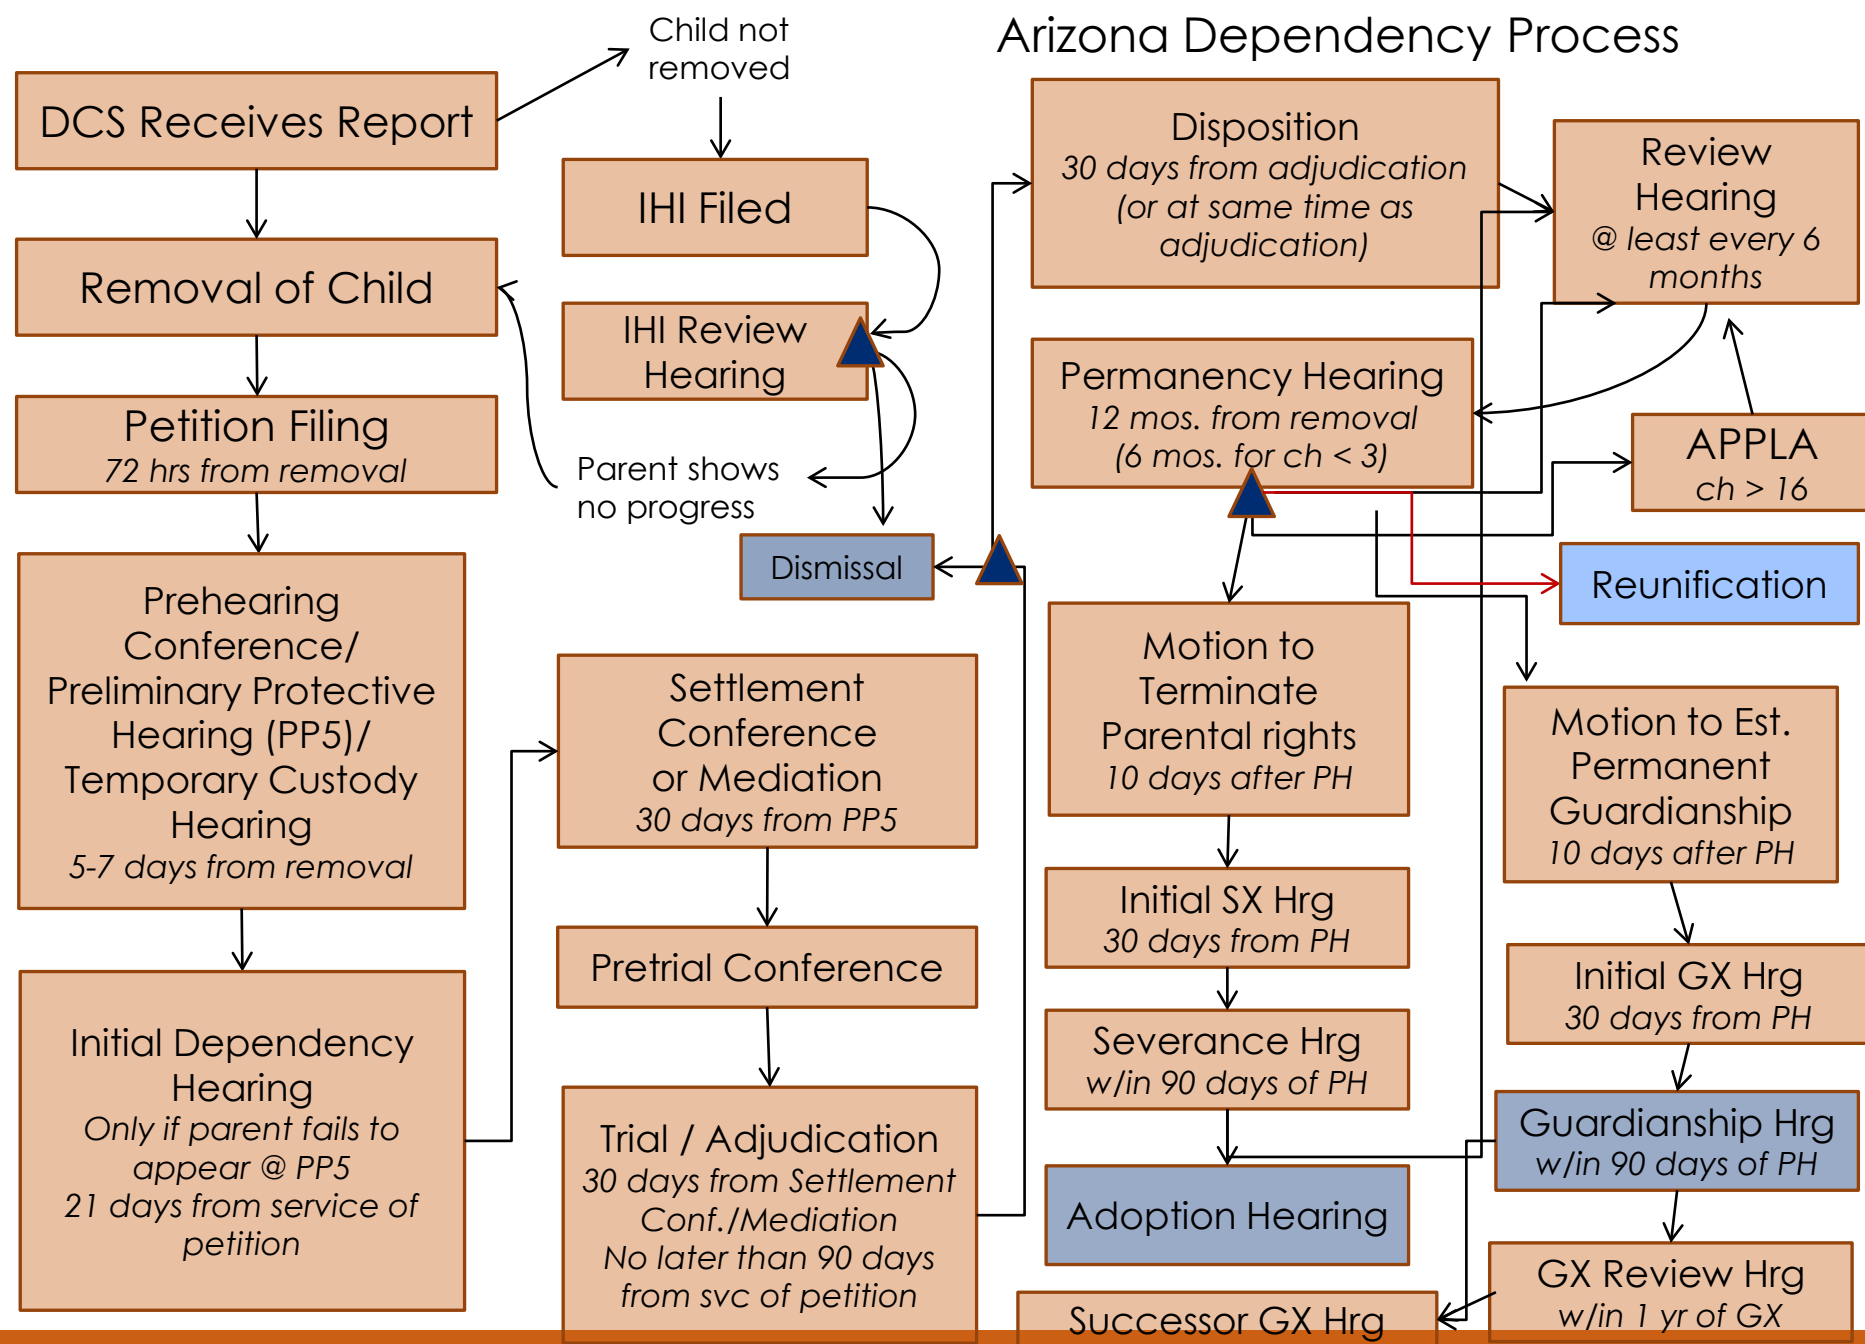 Arizona Dependency Process
DCS Receives Report
Removal of Child
Petition Filing
72 hrs from removal
Prehearing
Conference/
Preliminary Protective
Hearing (PP5)/
Temporary Custody
Hearing
5-7 days from removal
Initial Dependency
Hearing
Only if parent fails to
appear @ PP5
21 days from service of
petition
Child not
removed
IHI Filed
IHI Review
Hearing
Parent shows
no progress
Dismissal
Settlement
Conference
or Mediation
30 days from PP5
Pretrial Conference
Trial / Adjudication
30 days from Settlement
Conf./Mediation
No later than 90 days
from svc of petition
Disposition
30 days from adjudication
(or at same time as
adjudication)
Review
Hearing
@ least every 6
months
Permanency Hearing
12 mos. from removal
(6 mos. for ch < 3)
APPLA
ch > 16
Reunification
Motion to
Terminate
Parental rights
10 days after PH
Initial SX Hrg
30 days from PH
Severance Hrg
w/in 90 days of PH
Adoption Hearing
Motion to Est.
Permanent
Guardianship
10 days after PH
Initial GX Hrg
30 days from PH
Guardianship Hrg
w/in 90 days of PH
GX Review Hrg
w/in 1 yr of GX
Successor GX Hrg